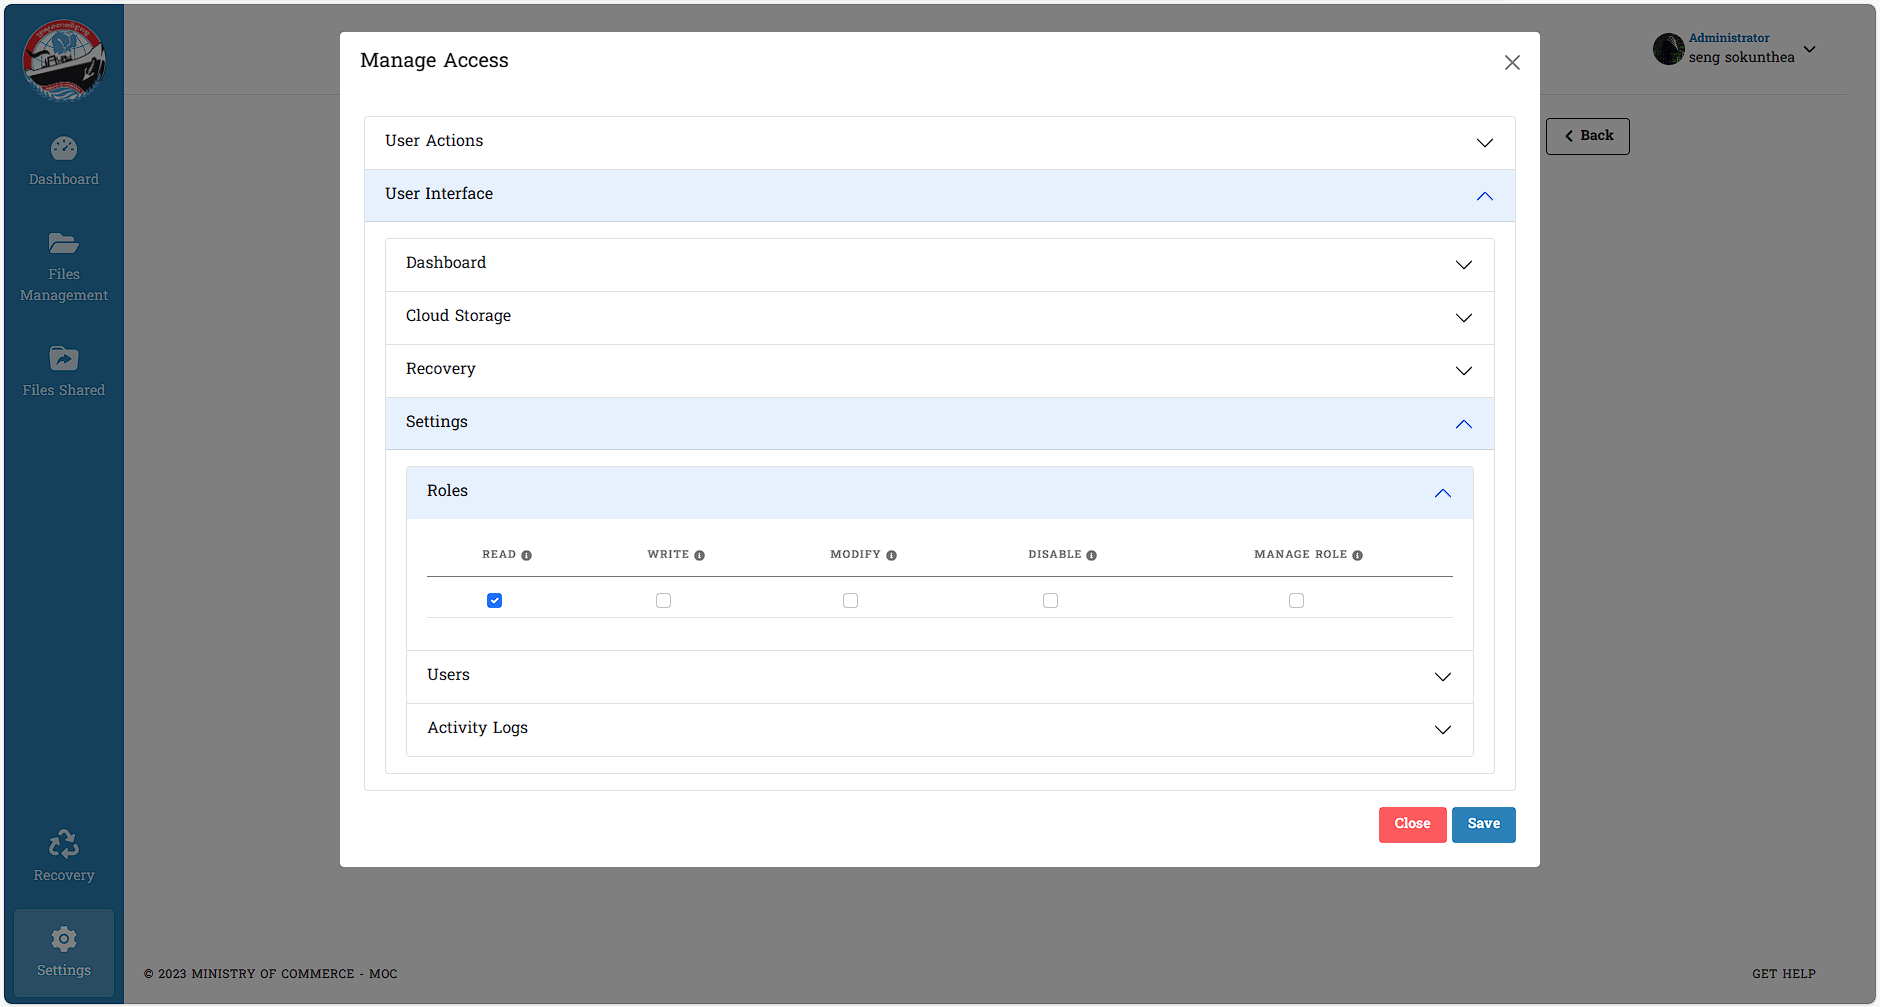 Administrator
seng sokunthea
Manage Access
Back
Dashboard
Files
Management
Files Shared
Recovery
Settings
User Actions
User Interface
Dashboard
Cloud Storage
Recovery
Settings
Roles
READ WRITE MODIFY DISABLE MANAGE ROLE
Users
Activity Logs
Close Save
© 2023 MINISTRY OF COMMERCE - MOC
GET HELP